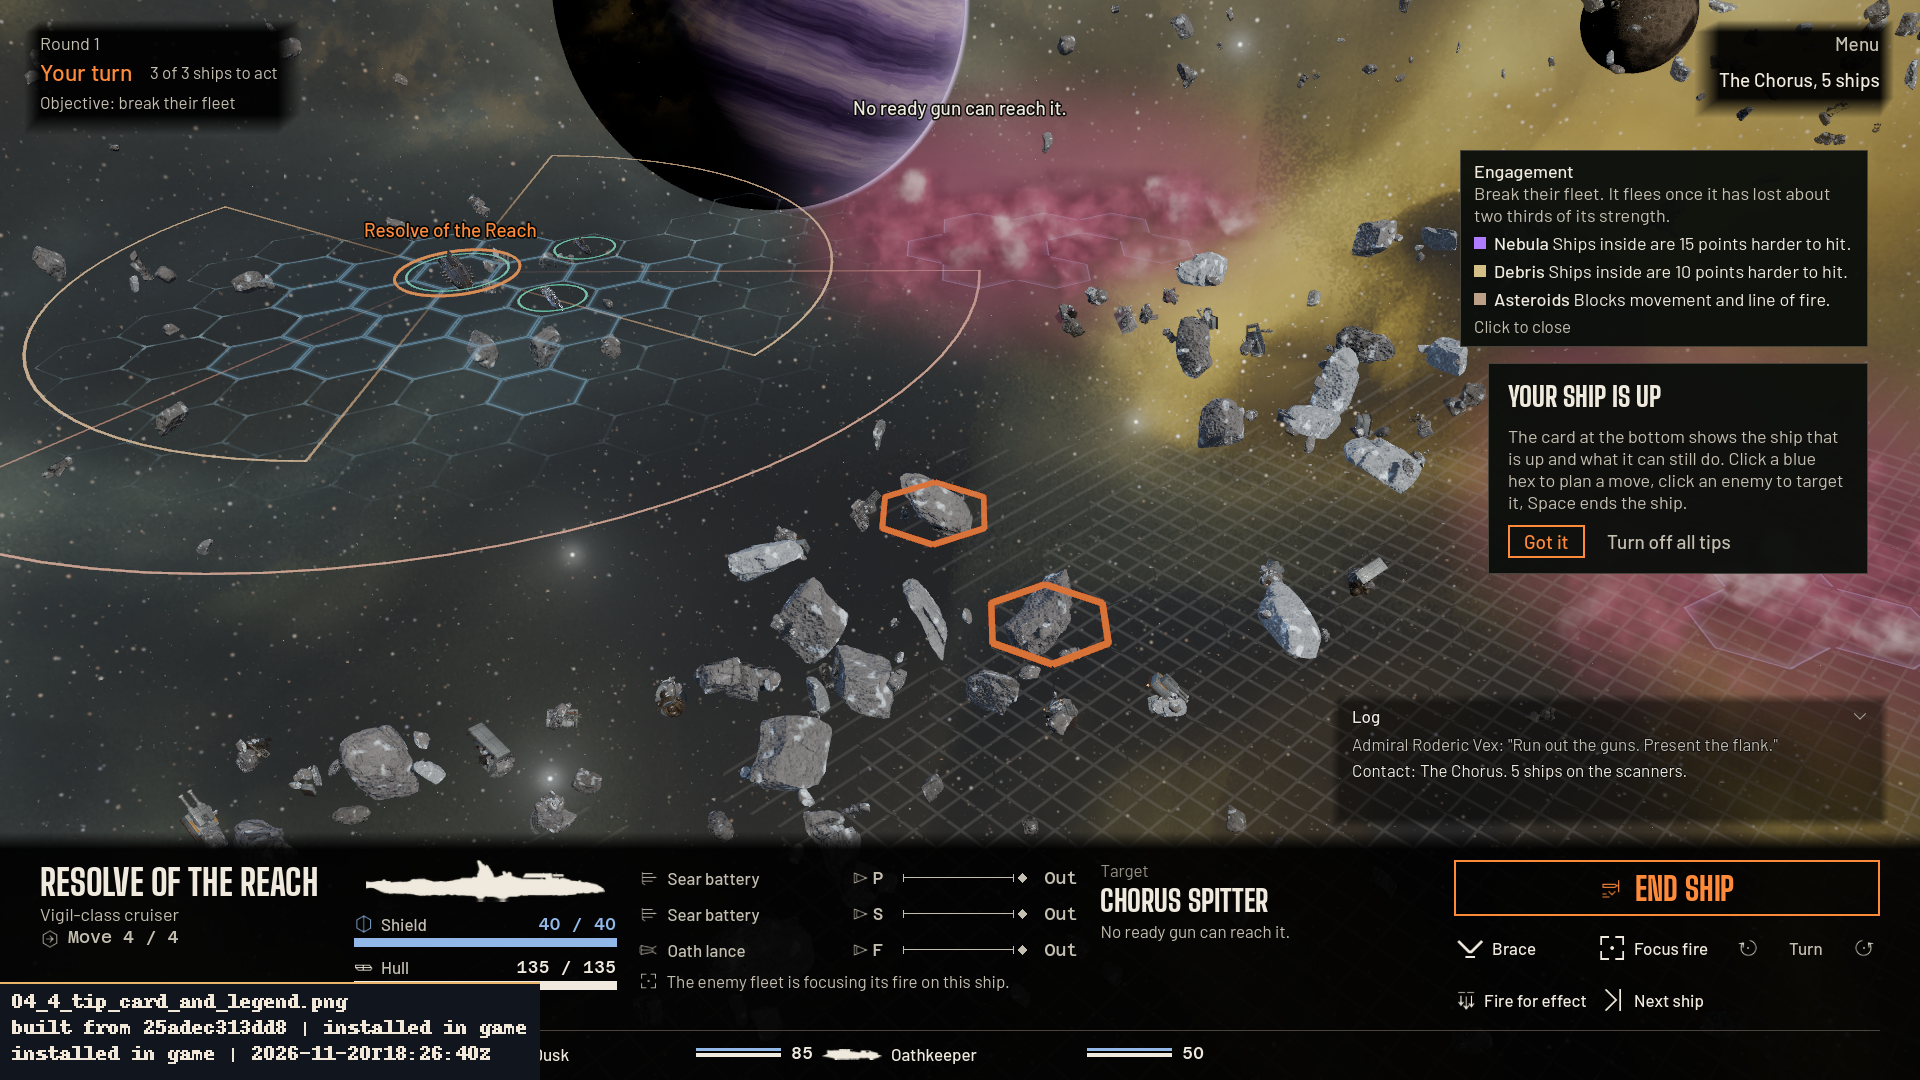 Round 1
Your turn 3 of 3 ships to act
Objective: break their fleet
Menu
The Chorus, 5 ships
No ready gun can reach it.
Resolve of the Reach
Engagement
Break their fleet. It flees once it has lost about
two thirds of its strength.
Nebula Ships inside are 15 points harder to hit.
Debris Ships inside are 10 points harder to hit.
Asteroids Blocks movement and line of fire.
Click to close
YOUR SHIP IS UP
The card at the bottom shows the ship that
is up and what it can still do. Click a blue
hex to plan a move, click an enemy to target
it, Space ends the ship.
Got it Turn off all tips
Log
Admiral Roderic Vex: "Run out the guns. Present the flank."
Contact: The Chorus. 5 ships on the scanners.
RESOLVE OF THE REACH
Vigil-class cruiser
Move 4 / 4
Shield 40 / 40
Hull 135 / 135
Sear battery P Out
Sear battery S Out
Oath lance F Out
The enemy fleet is focusing its fire on this ship.
Target
CHORUS SPITTER
No ready gun can reach it.
END SHIP
Brace Focus fire Turn
Fire for effect Next ship
04_4_tip_card_and_legend.png
built from 25adec313dd8 | installed in game
installed in game | 2026-11-20T18:26:40Z
Dusk 85 Oathkeeper 50